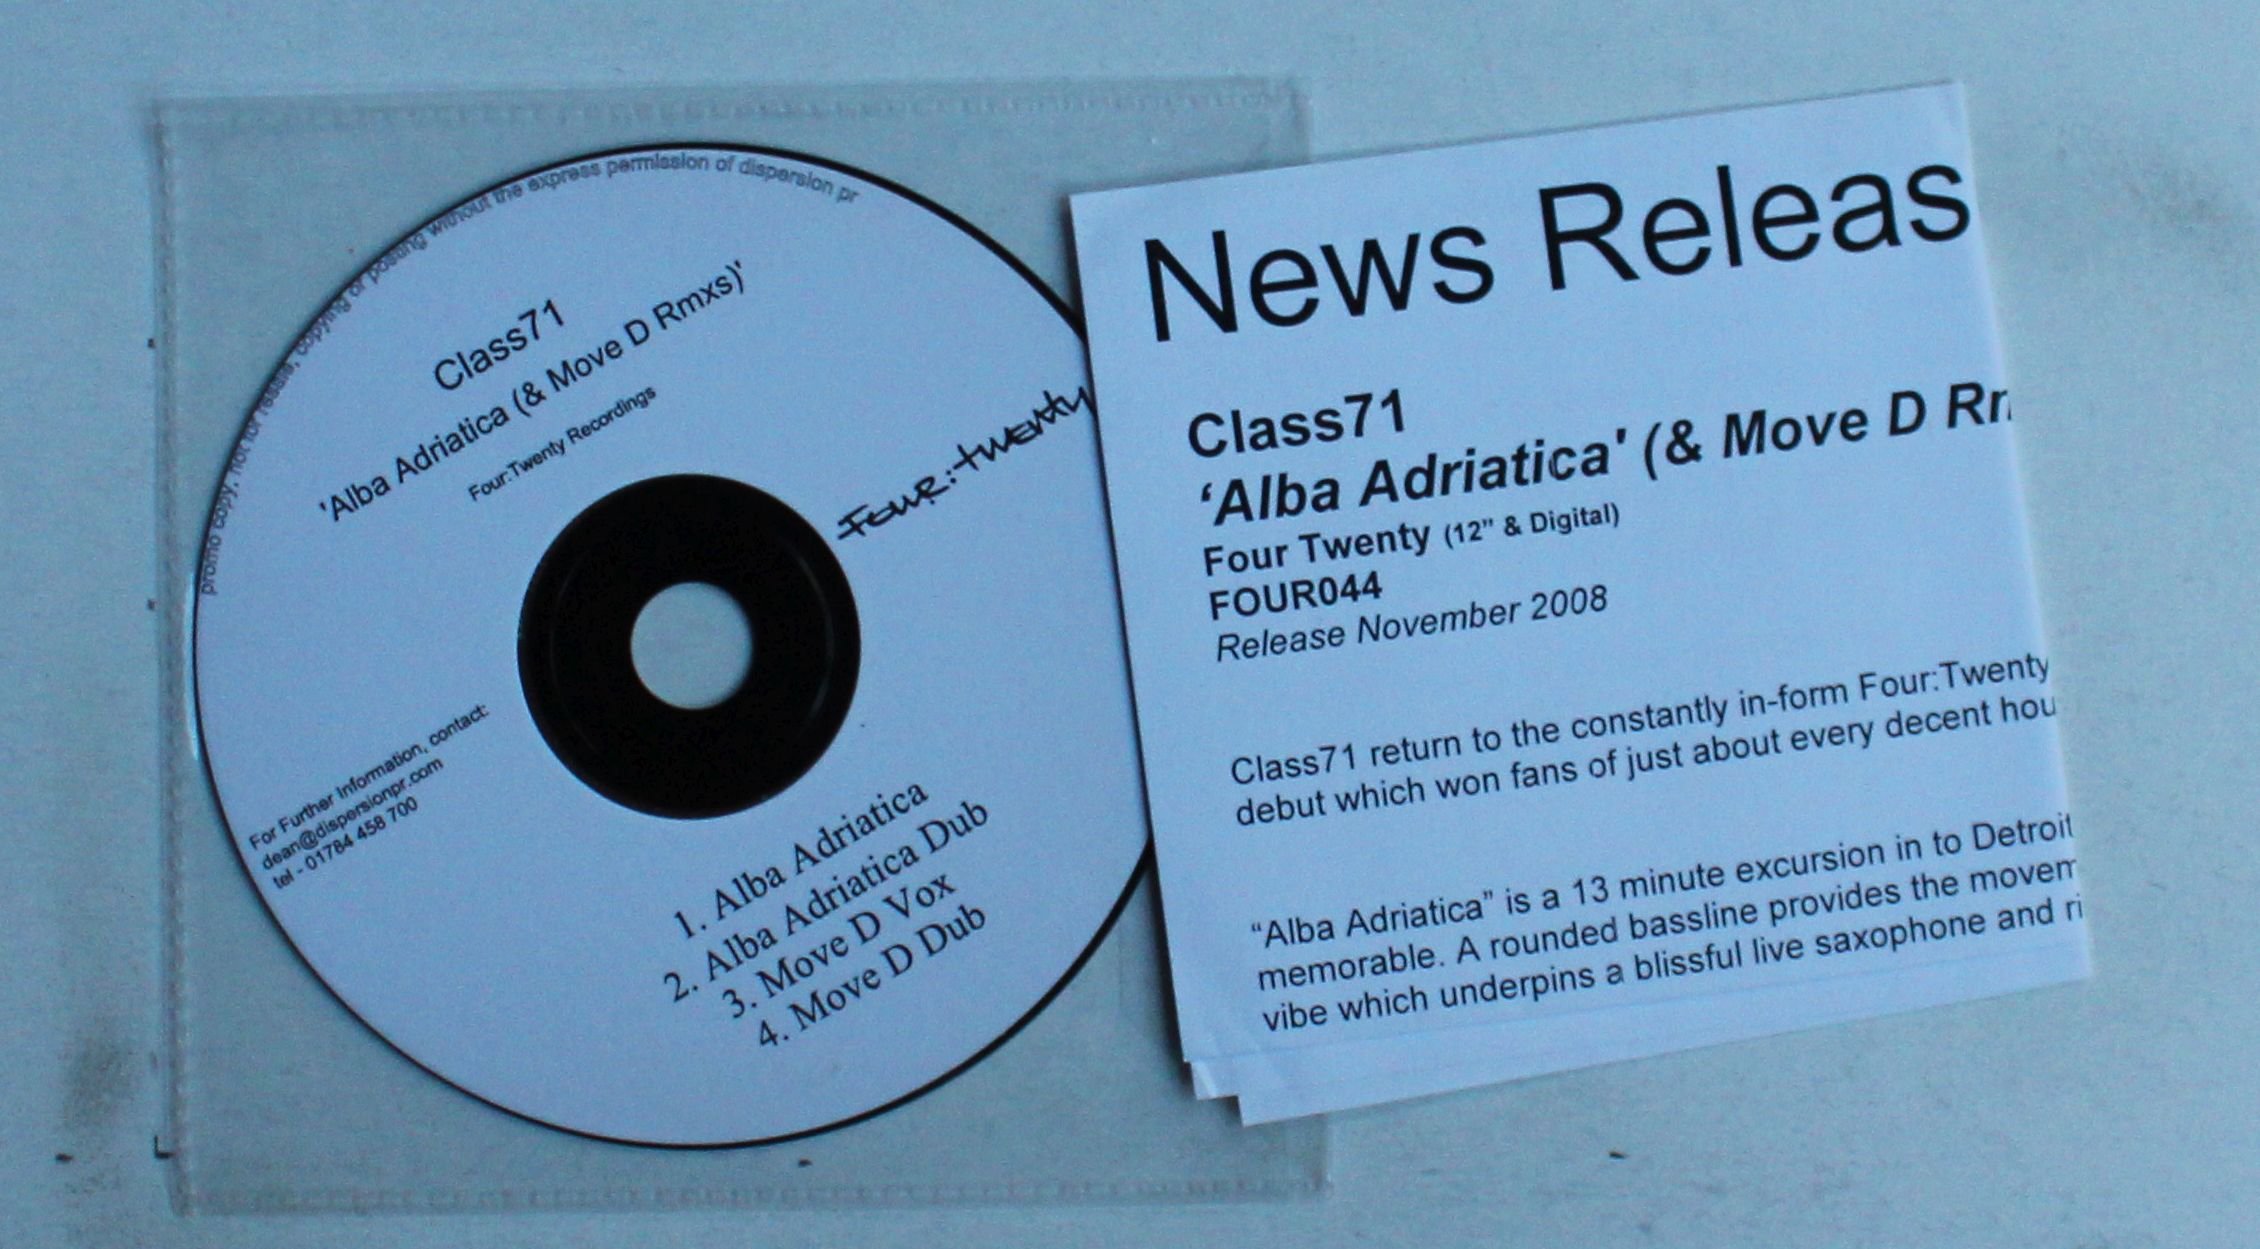 promo copy, not for resale, copying or posting without the express permission of dispersion pr
Class71
'Alba Adriatica (& Move D Rmxs)'
Four:Twenty Recordings
Four:twenty
For Further Information, contact:
dean@dispersionpr.com
tel - 01784 458 700
1. Alba Adriatica
2. Alba Adriatica Dub
3. Move D Vox
4. Move D Dub
News Releas
Class71
‘Alba Adriatica' (& Move D Rm
Four Twenty (12" & Digital)
FOUR044
Release November 2008
Class71 return to the constantly in-form Four:Twenty
debut which won fans of just about every decent hou
“Alba Adriatica” is a 13 minute excursion in to Detroit
memorable. A rounded bassline provides the movem
vibe which underpins a blissful live saxophone and ri